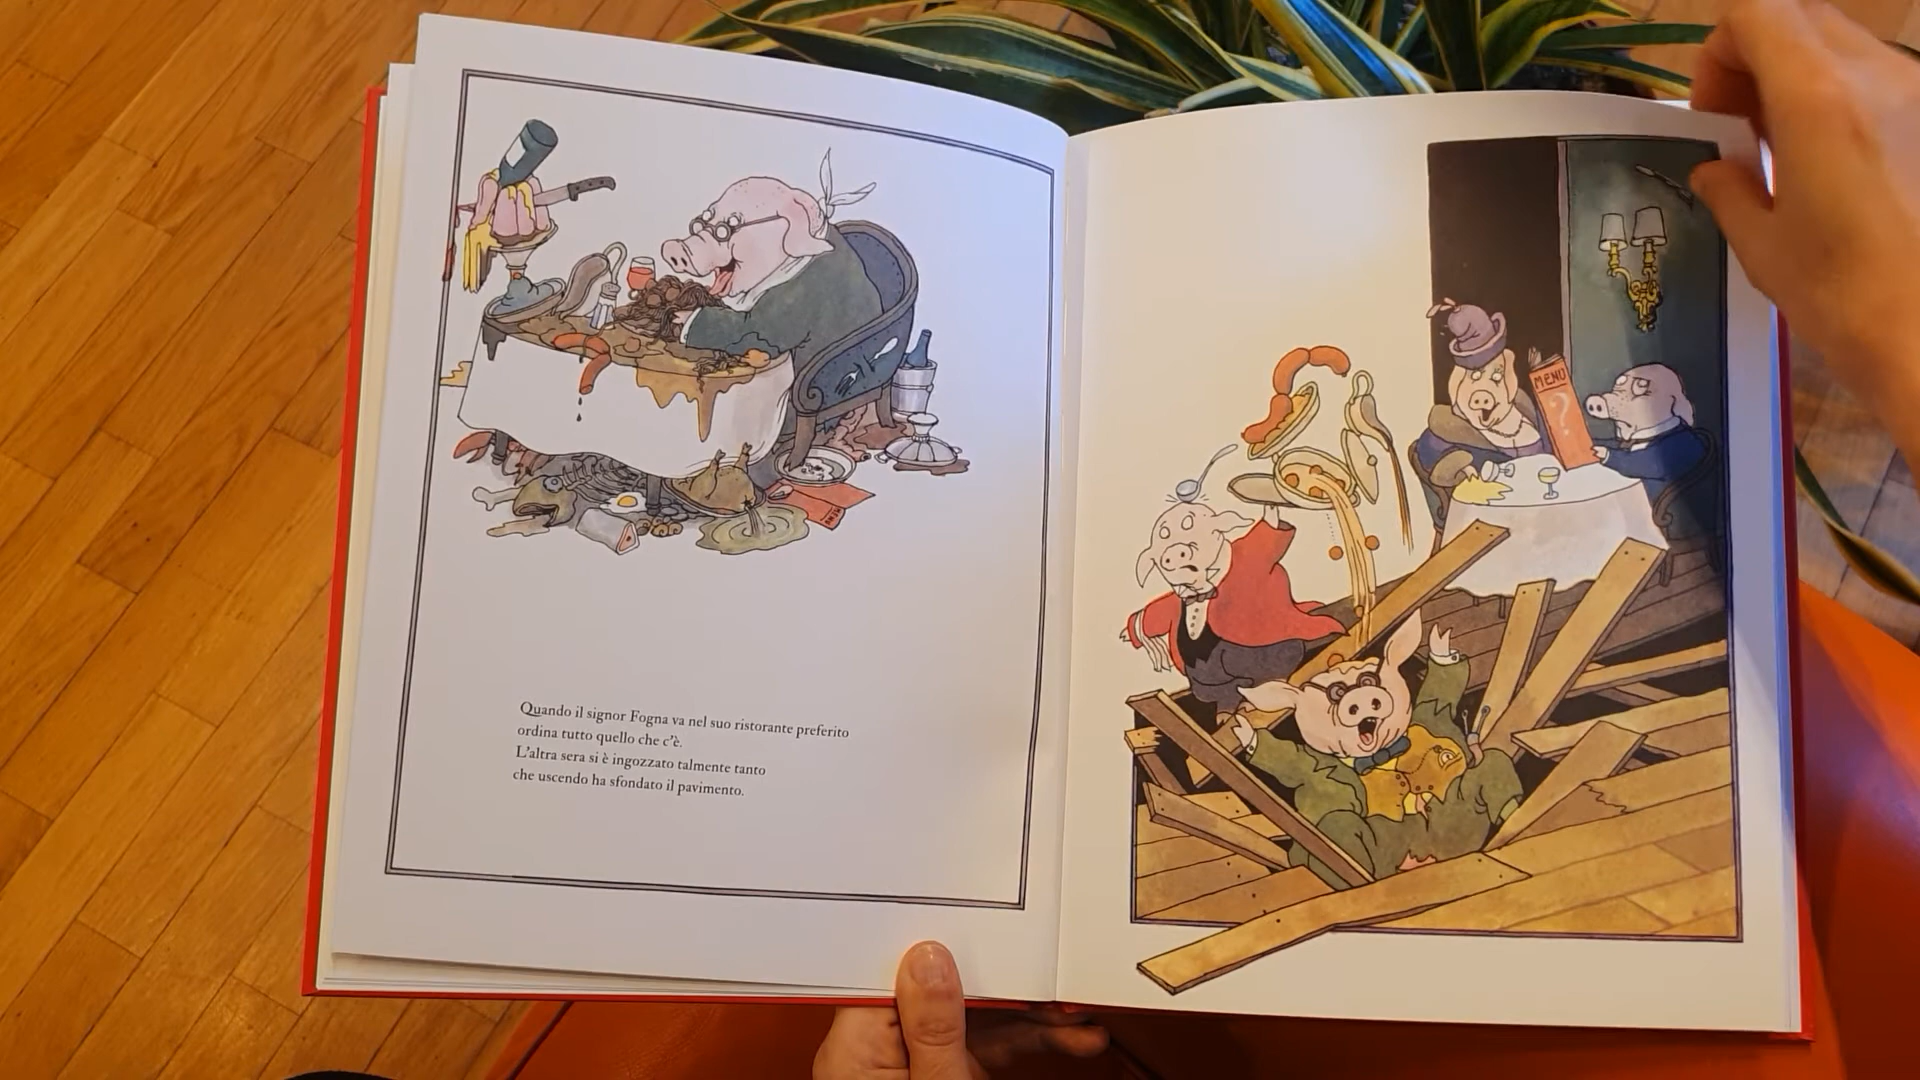 Quando il signor Fogna va nel suo ristorante preferito
ordina tutto quello che c'è.
L'altra sera si è ingozzato talmente tanto
che uscendo ha sfondato il pavimento.
MENU
MENÙ
?